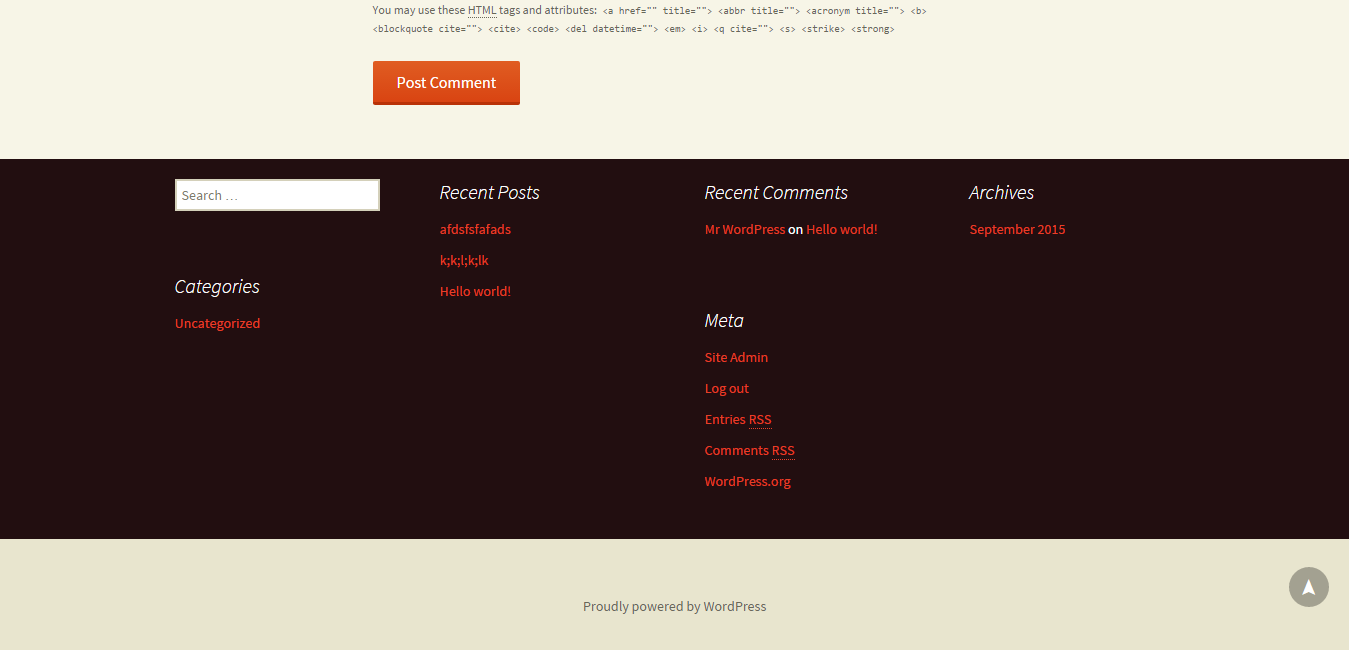 You may use these HTML tags and attributes: <a href="" title=""> <abbr title=""> <acronym title=""> <b>
<blockquote cite=""> <cite> <code> <del datetime=""> <em> <i> <q cite=""> <s> <strike> <strong>
Post Comment
Search …
Categories
Uncategorized
Recent Posts
afdsfsfafads
k;k;l;k;lk
Hello world!
Recent Comments
Mr WordPress on Hello world!
Meta
Site Admin
Log out
Entries RSS
Comments RSS
WordPress.org
Archives
September 2015
Proudly powered by WordPress